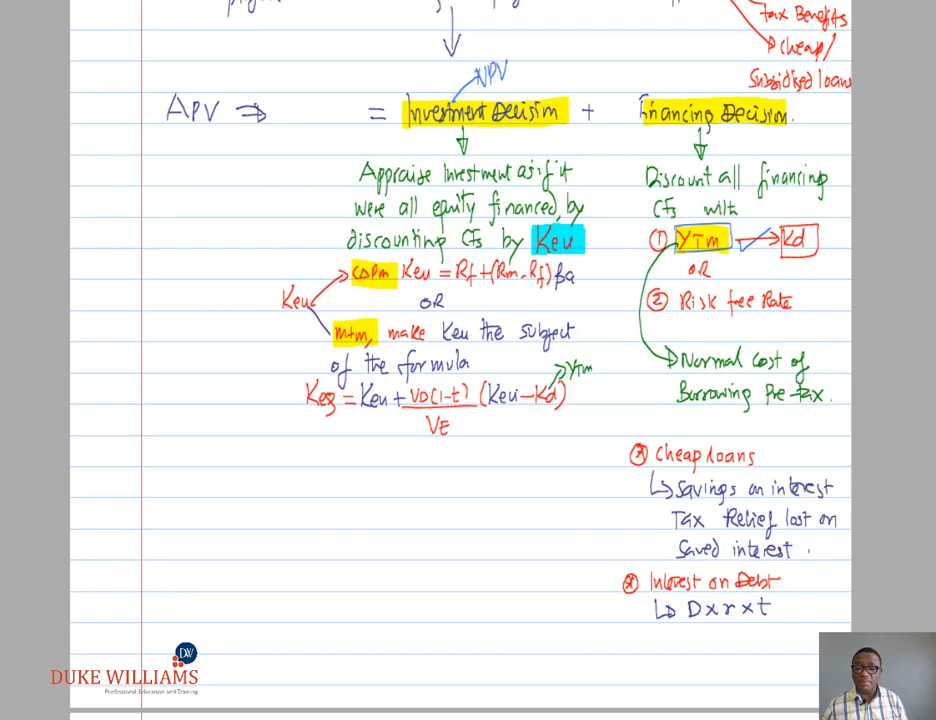 tax Benefits
Cheap/
Subsidised loans
NPV
APV ⇒ = Investment Decision + Financing Decision.
Appraise Investment as if it
were all equity financed, by
discounting CFs by Keu
CAPM Keu = Rf + (Rm - Rf) βa
Keu
OR
M+M, make Keu the subject
of the formula
YTM
Keg = Keu + VD(1-t) (Keu - Kd)
VE
Discount all financing
CFs with
① YTM → Kd
OR
② Risk free Rate
Normal cost of
Borrowing Pre-tax.
* Cheap loans
↳ Savings on interest
Tax Relief lost on
Saved interest
* Interest on Debt
↳ D x r x t
DW
DUKE WILLIAMS
Professional Education and Training